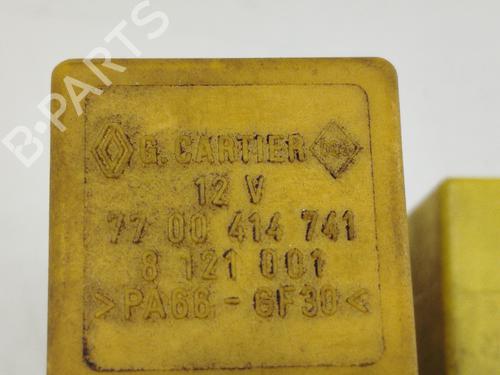 B-PARTS
G. CARTIER
12 V
77 00 414 741
8 121 001
>PA66-GF30<